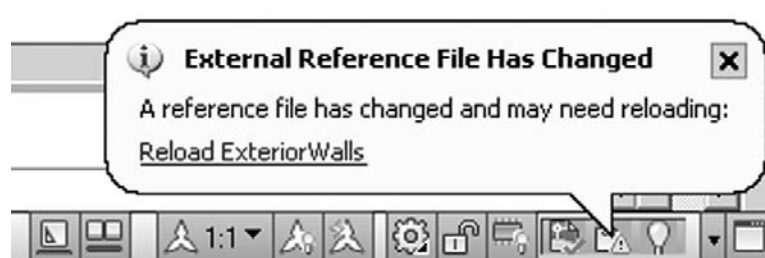 External Reference File Has Changed
A reference file has changed and may need reloading:
Reload ExteriorWalls
1:1